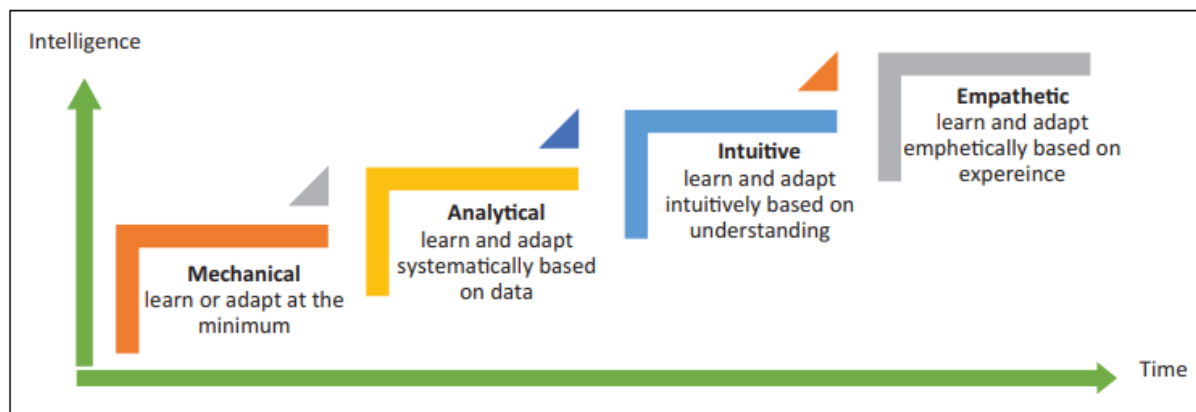 Intelligence
Mechanical
learn or adapt at the
minimum
Analytical
learn and adapt
systematically based
on data
Intuitive
learn and adapt
intuitively based on
understanding
Empathetic
learn and adapt
emphetically based on
expereince
Time